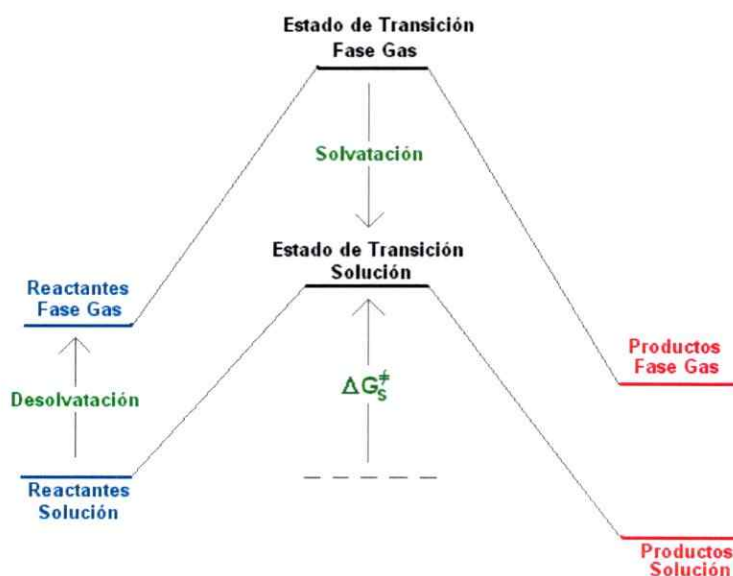 Estado de Transición
Fase Gas
Solvatación
Estado de Transición
Solución
Reactantes
Fase Gas
Desolvatación
Reactantes
Solución
ΔG‡S
Productos
Fase Gas
Productos
Solución